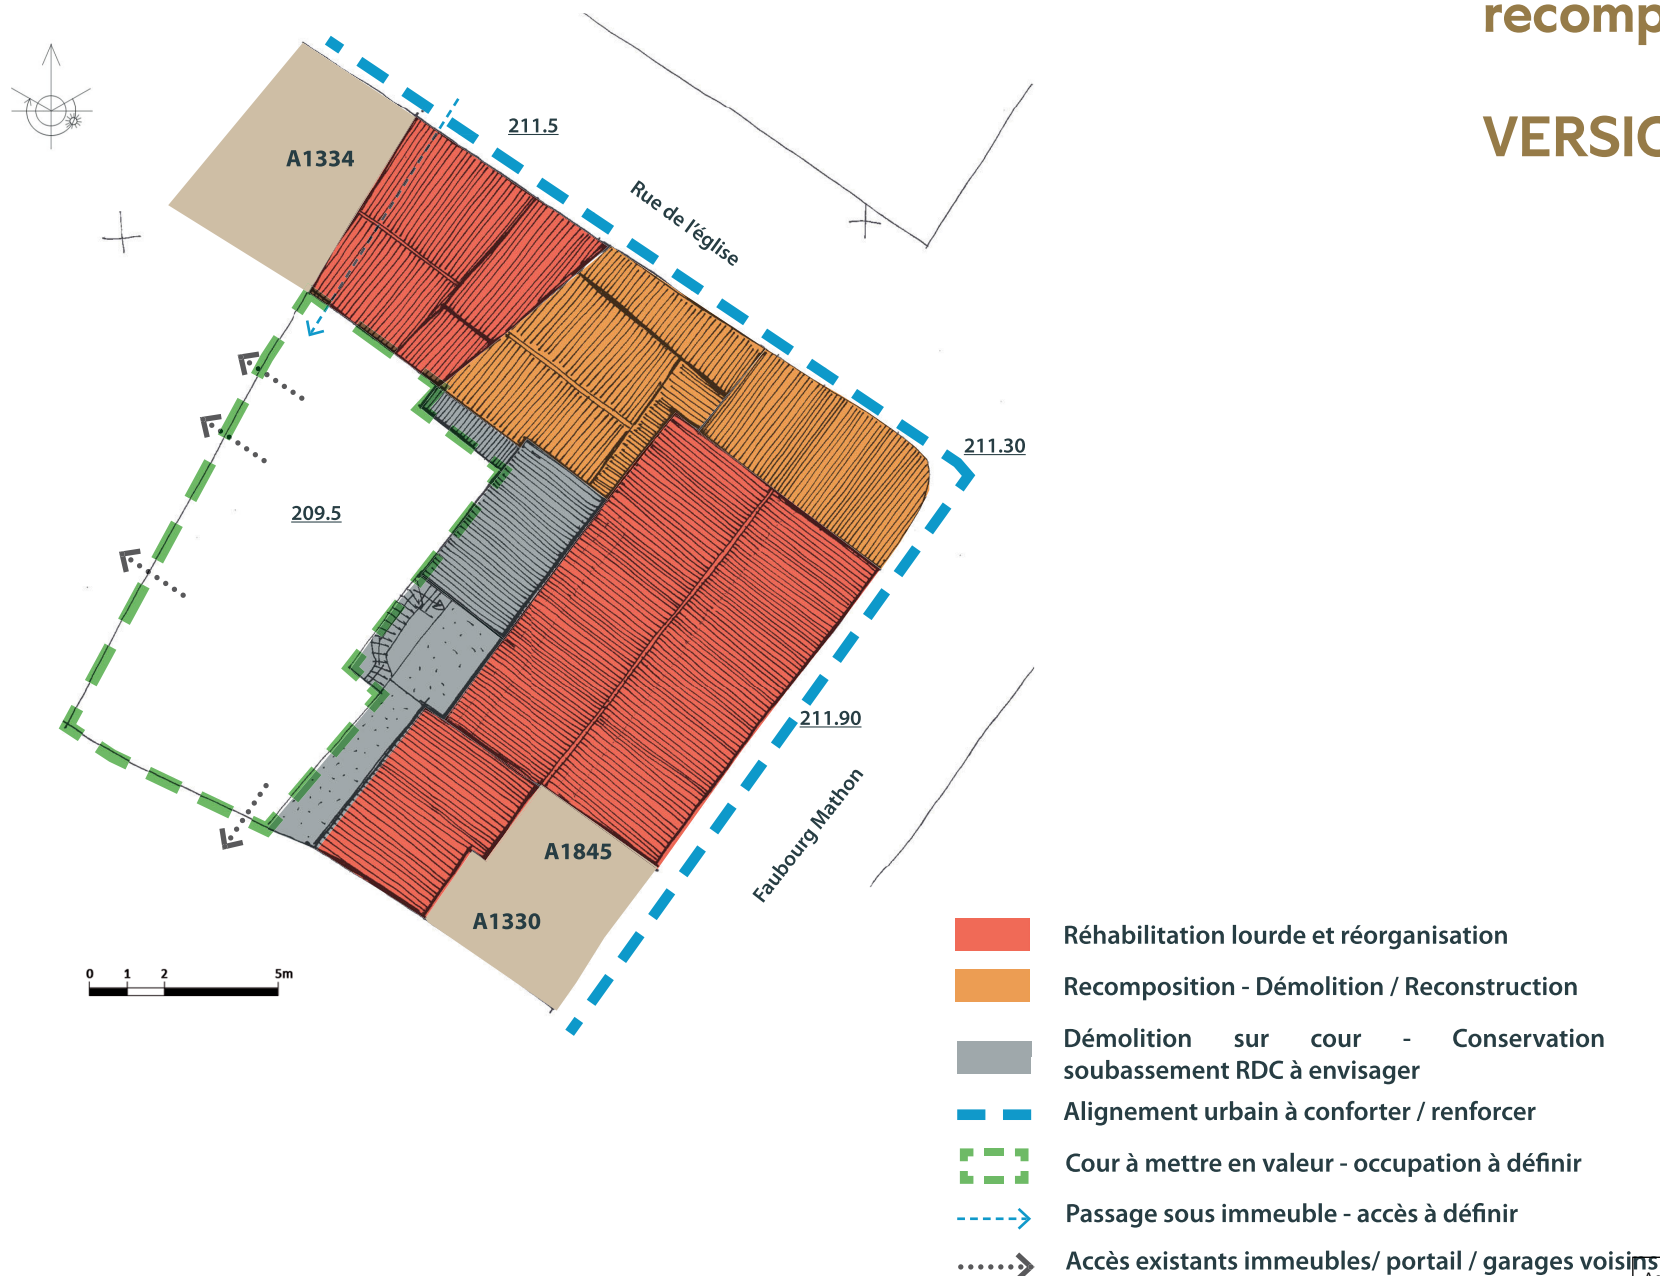 recomp
VERSIO
A1334
211.5
Rue de l'église
211.30
209.5
211.90
Faubourg Mathon
A1845
A1330
0 1 2 5m
Réhabilitation lourde et réorganisation
Recomposition - Démolition / Reconstruction
Démolition sur cour - Conservation
soubassement RDC à envisager
Alignement urbain à conforter / renforcer
Cour à mettre en valeur - occupation à définir
Passage sous immeuble - accès à définir
Accès existants immeubles/ portail / garages voisins